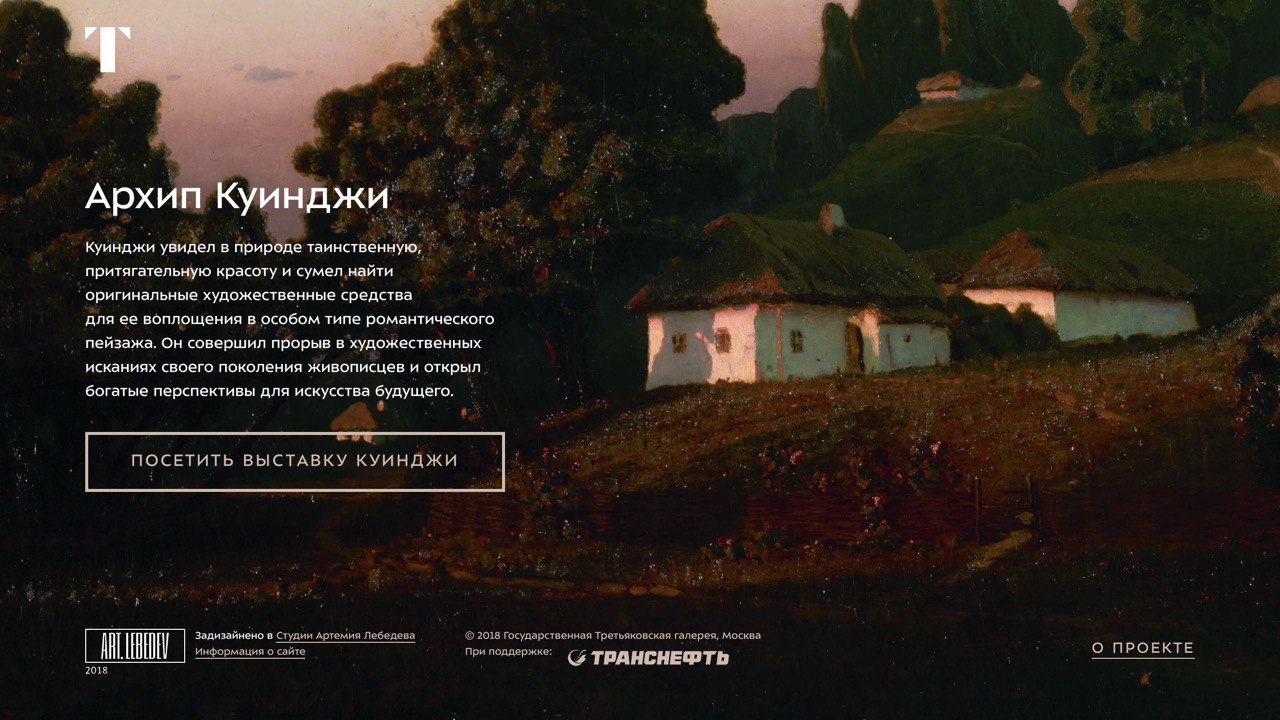 T
Архип Куинджи
Куинджи увидел в природе таинственную,
притягательную красоту и сумел найти
оригинальные художественные средства
для ее воплощения в особом типе романтического
пейзажа. Он совершил прорыв в художественных
исканиях своего поколения живописцев и открыл
богатые перспективы для искусства будущего.
ПОСЕТИТЬ ВЫСТАВКУ КУИНДЖИ
ART. LEBEDEV
2018
Задизайнено в Студии Артемия Лебедева
Информация о сайте
© 2018 Государственная Третьяковская галерея, Москва
При поддержке: ТРАНСНЕФТЬ
О ПРОЕКТЕ